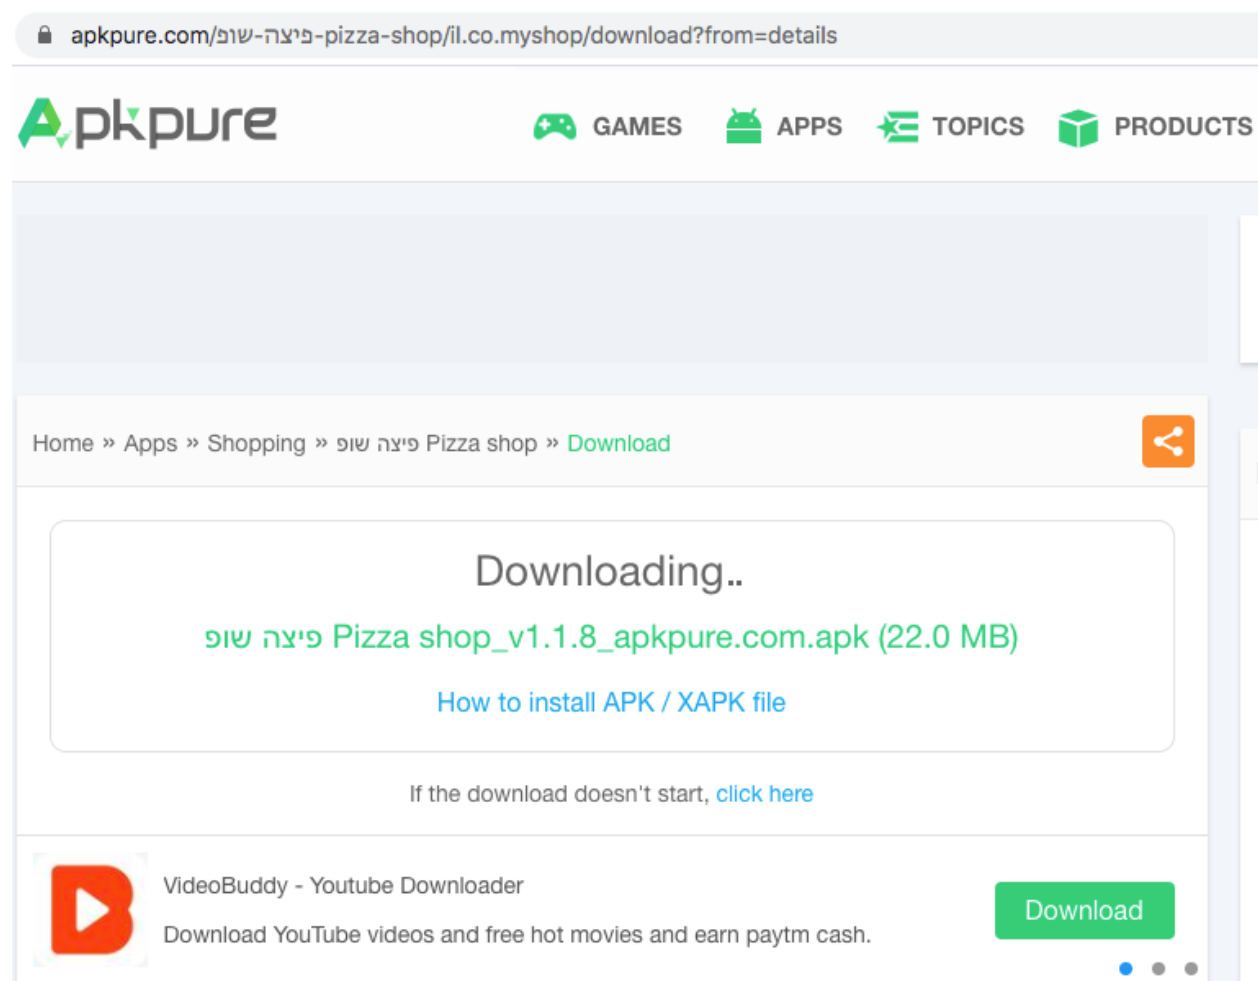 apkpure.com/פיצה-שופ-pizza-shop/il.co.myshop/download?from=details
Apkpure
GAMES APPS TOPICS PRODUCTS
Home » Apps » Shopping » פיצה שופ Pizza shop » Download
Downloading..
פיצה שופ Pizza shop_v1.1.8_apkpure.com.apk (22.0 MB)
How to install APK / XAPK file
If the download doesn't start, click here
VideoBuddy - Youtube Downloader
Download YouTube videos and free hot movies and earn paytm cash.
Download